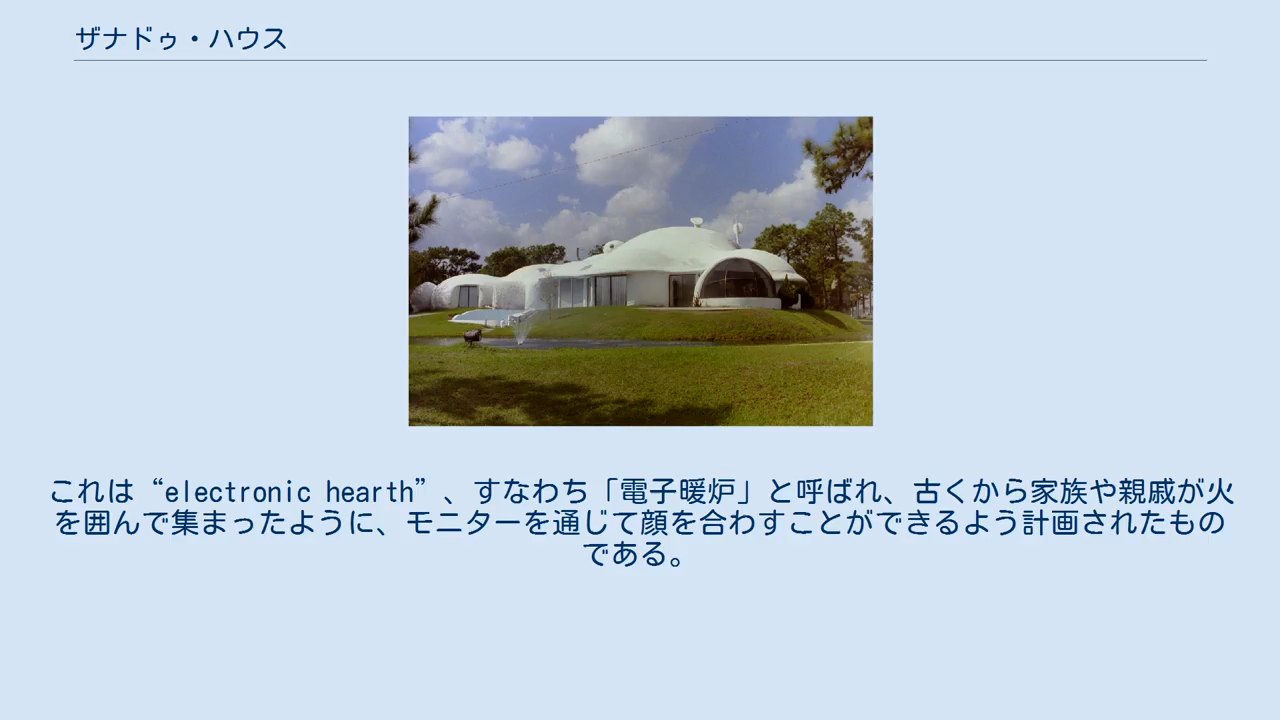 ザナドゥ・ハウス
これは“electronic hearth”、すなわち「電子暖炉」と呼ばれ、古くから家族や親戚が火
を囲んで集まったように、モニターを通じて顔を合わすことができるよう計画されたもの
である。